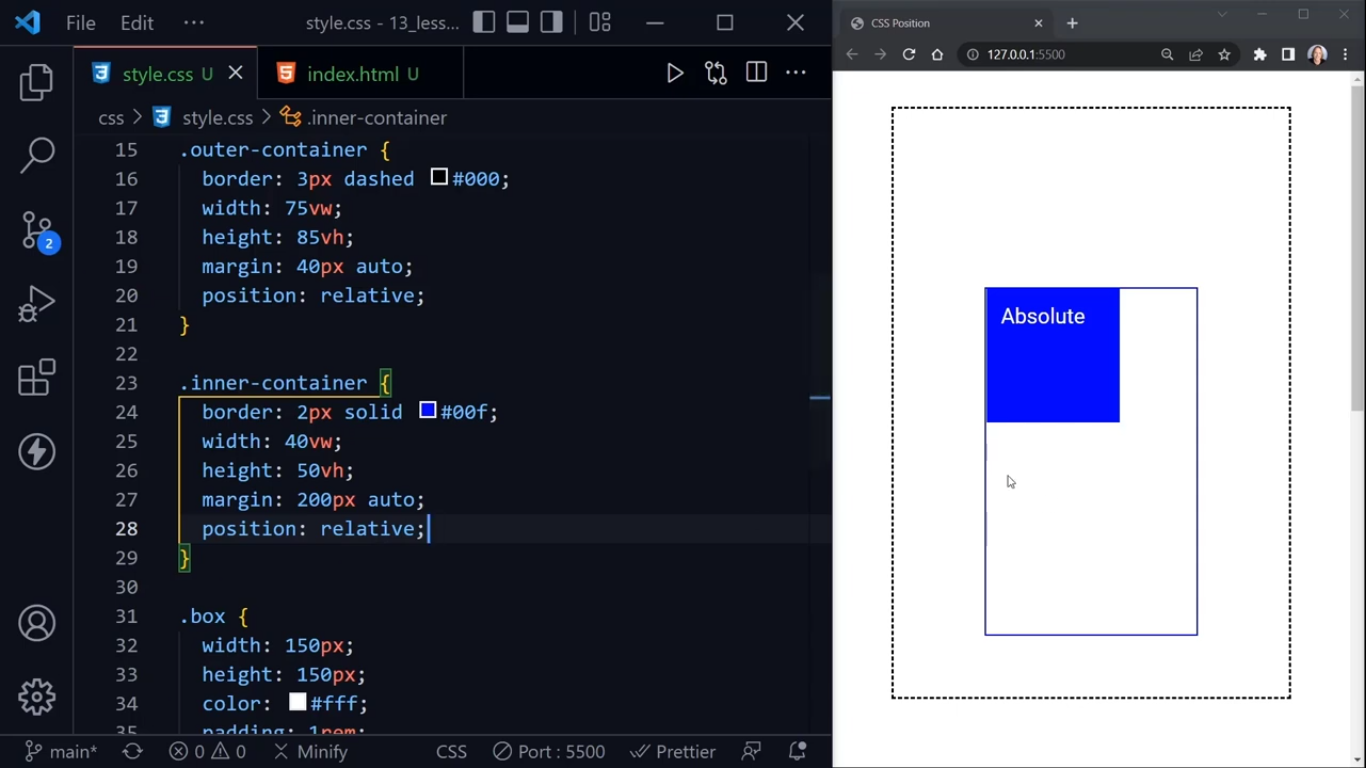 File Edit ··· style.css - 13_less...
style.css U index.html U
css > style.css > .inner-container
15 .outer-container {
16 border: 3px dashed #000;
17 width: 75vw;
18 height: 85vh;
19 margin: 40px auto;
20 position: relative;
21 }
22
23 .inner-container {
24 border: 2px solid #00f;
25 width: 40vw;
26 height: 50vh;
27 margin: 200px auto;
28 position: relative;
29 }
30
31 .box {
32 width: 150px;
33 height: 150px;
34 color: #fff;
35 padding: 1rem;
2
main* 0 0 Minify CSS Port : 5500 Prettier
CSS Position
127.0.0.1:5500
Absolute